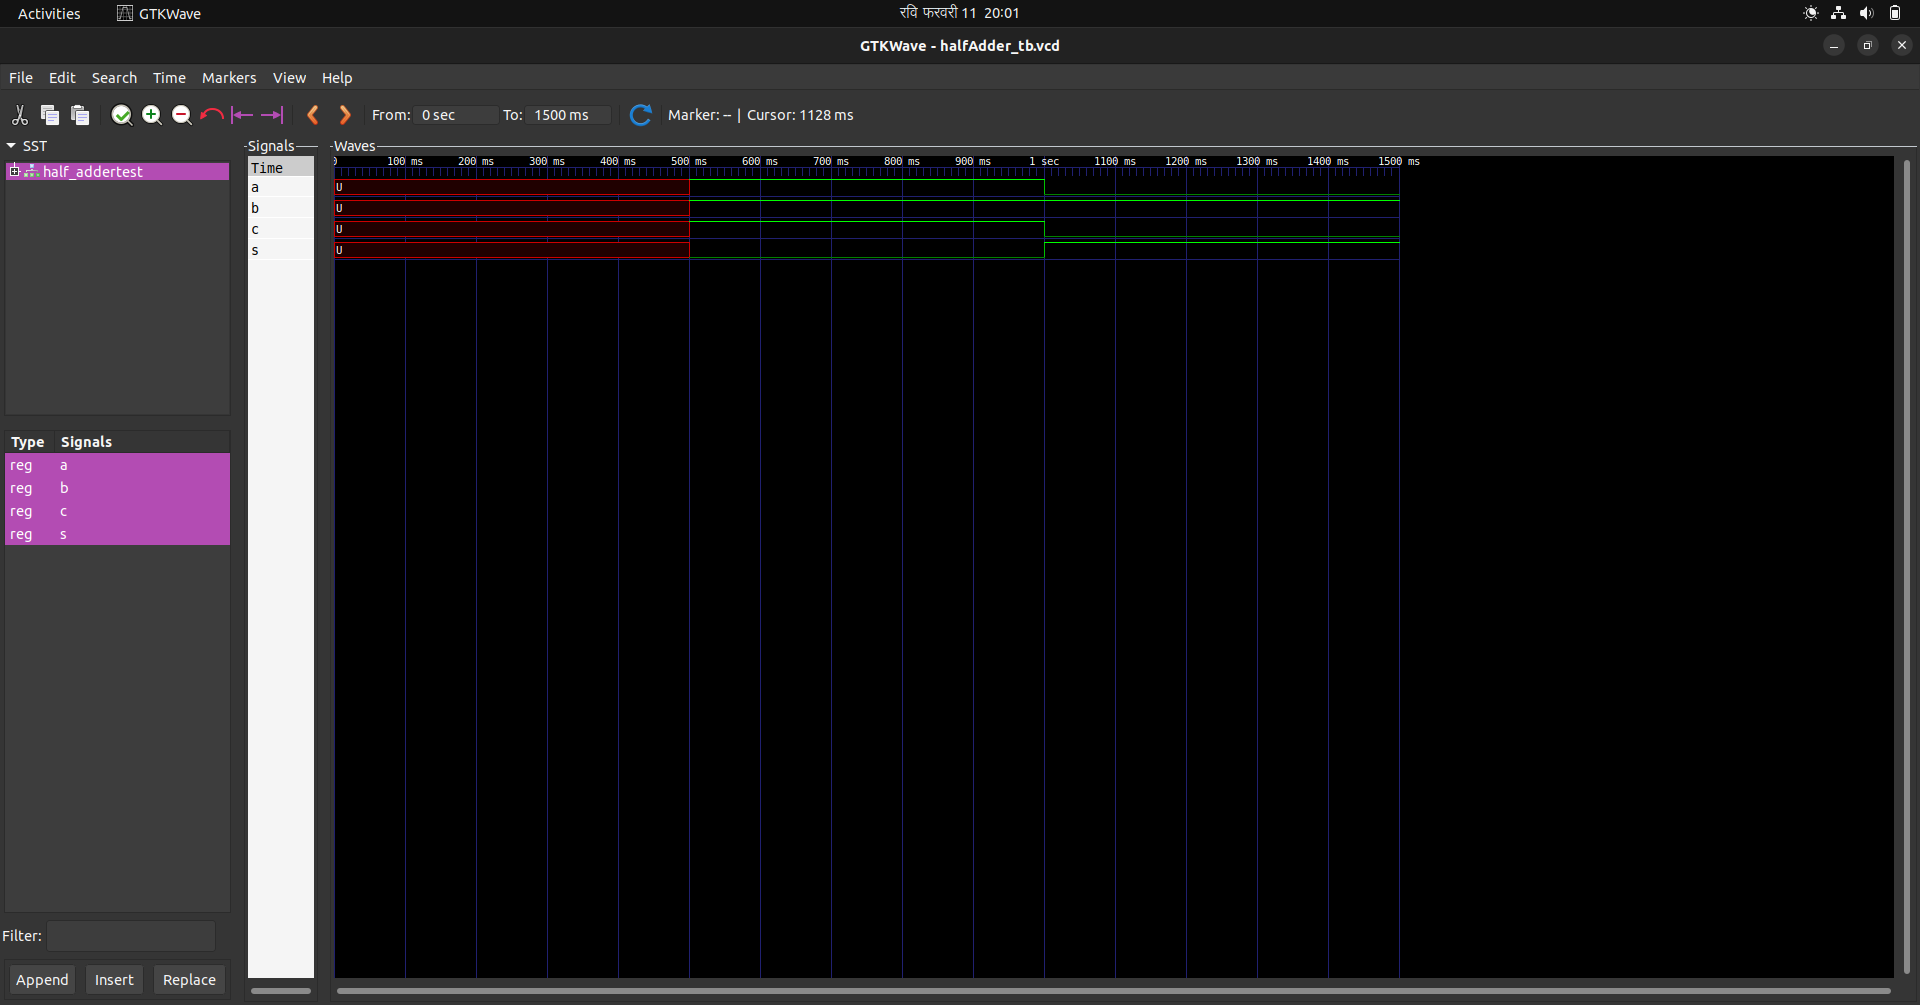 Activities GTKWave रवि फरवरी 11 20:01
GTKWave - halfAdder_tb.vcd
File Edit Search Time Markers View Help
From: 0 sec To: 1500 ms Marker: -- | Cursor: 1128 ms
SST
half_addertest
Type Signals
reg a
reg b
reg c
reg s
Filter:
Append Insert Replace
Signals
Time
a
b
c
s
Waves
0 100 ms 200 ms 300 ms 400 ms 500 ms 600 ms 700 ms 800 ms 900 ms 1 sec 1100 ms 1200 ms 1300 ms 1400 ms 1500 ms
U
U
U
U